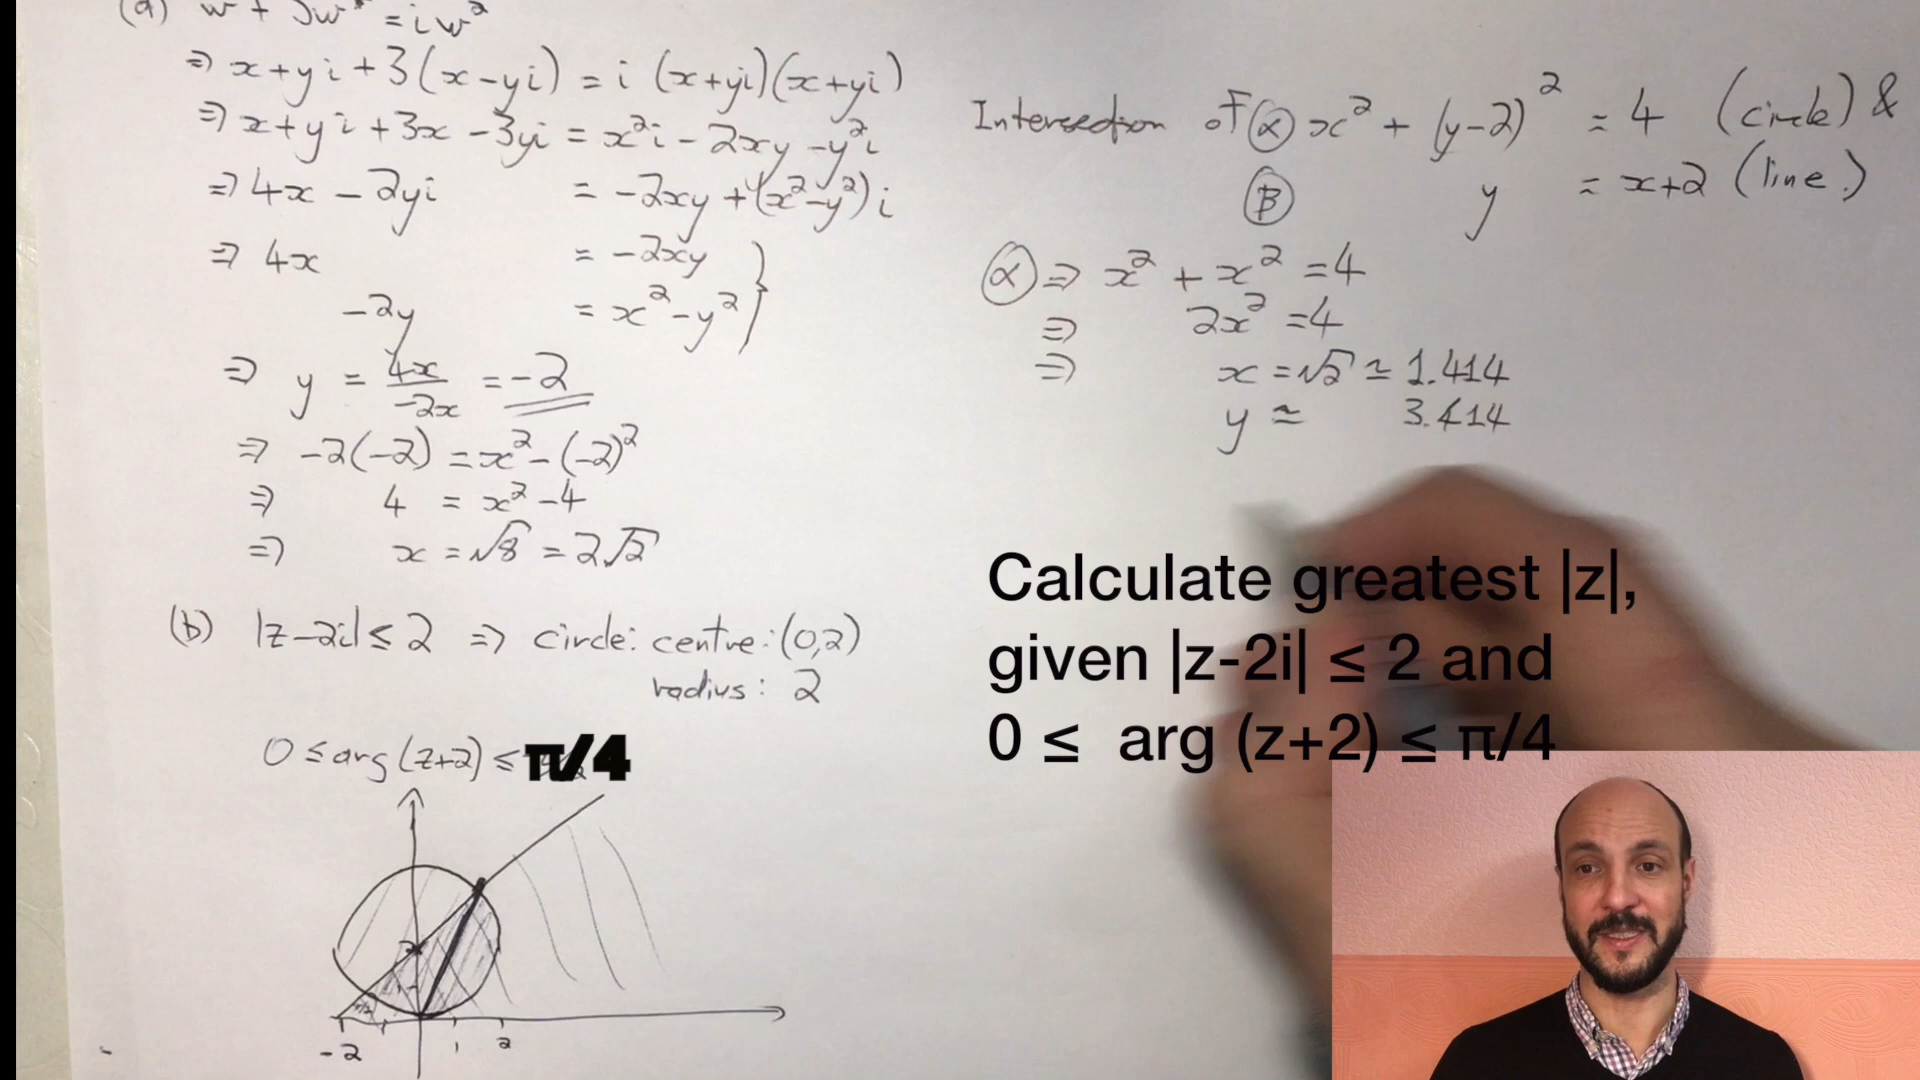 (a) w + 3w* = iw²
⇒ x+yi+3(x-yi) = i (x+yi)(x+yi)
⇒ x+yi+3x-3yi = x²i-2xy-y²i
⇒ 4x - 2yi = -2xy+(x²-y²)i
⇒ 4x = -2xy
-2y = x²-y²
⇒ y = 4x/-2x = -2
⇒ -2(-2) = x²-(-2)²
⇒ 4 = x²-4
⇒ x = √8 = 2√2
(b) |z-2i| ≤ 2 ⇒ circle: centre: (0,2)
radius: 2
0 ≤ arg (z+2) ≤ π/4
-2 1 2
Intersection of α x² + (y-2)² = 4 (circle) &
β y = x+2 (line)
α ⇒ x² + x² = 4
⇒ 2x² = 4
⇒ x = √2 ≃ 1.414
y ≃ 3.414
Calculate greatest |z|,
given |z-2i| ≤ 2 and
0 ≤ arg (z+2) ≤ π/4